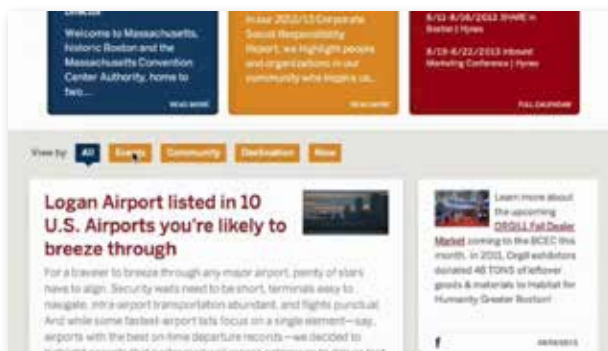 Director
Welcome to Massachusetts,
historic Boston and the
Massachusetts Convention
Center Authority, home to
two...
READ MORE
In our 2012/13 Corporate
Social Responsibility
Report, we highlight people
and organizations in our
community who inspire us...
READ MORE
8/11-8/16/2013 SHARE in
Boston | Hynes
8/19-8/22/2013 Inbound
Marketing Conference | Hynes
FULL CALENDAR
View by: All Events Community Destination Now
Logan Airport listed in 10
U.S. Airports you're likely to
breeze through
For a traveler to breeze through any major airport, plenty of stars
have to align. Security waits need to be short, terminals easy to
navigate, intra-airport transportation abundant, and flights punctual.
And while some fastest-airport lists focus on a single element—say,
airports with the best on-time departure records—we decided to
Learn more about
the upcoming
ORGILL Fall Dealer
Market coming to the BCEC this
month. In 2011, Orgill exhibitors
donated 48 TONS of leftover
goods & materials to Habitat for
Humanity Greater Boston!
f